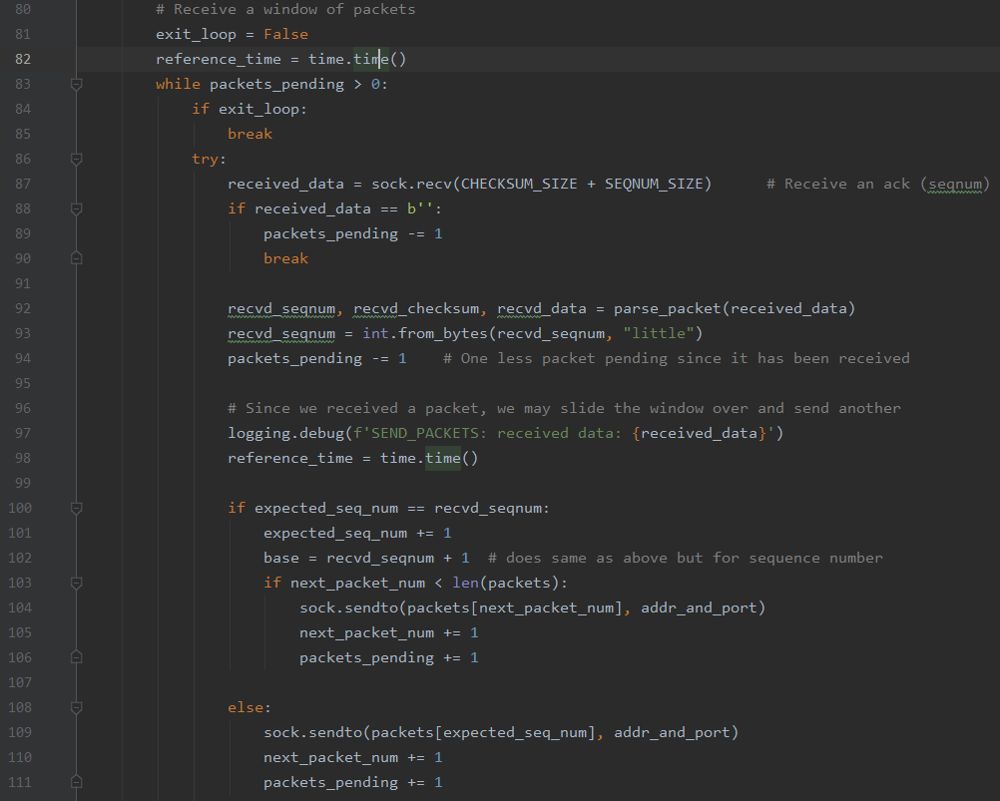 80 # Receive a window of packets
81 exit_loop = False
82 reference_time = time.time()
83 while packets_pending > 0:
84 if exit_loop:
85 break
86 try:
87 received_data = sock.recv(CHECKSUM_SIZE + SEQNUM_SIZE) # Receive an ack (seqnum)
88 if received_data == b'':
89 packets_pending -= 1
90 break
91
92 recvd_seqnum, recvd_checksum, recvd_data = parse_packet(received_data)
93 recvd_seqnum = int.from_bytes(recvd_seqnum, "little")
94 packets_pending -= 1 # One less packet pending since it has been received
95
96 # Since we received a packet, we may slide the window over and send another
97 logging.debug(f'SEND_PACKETS: received data: {received_data}')
98 reference_time = time.time()
99
100 if expected_seq_num == recvd_seqnum:
101 expected_seq_num += 1
102 base = recvd_seqnum + 1 # does same as above but for sequence number
103 if next_packet_num < len(packets):
104 sock.sendto(packets[next_packet_num], addr_and_port)
105 next_packet_num += 1
106 packets_pending += 1
107
108 else:
109 sock.sendto(packets[expected_seq_num], addr_and_port)
110 next_packet_num += 1
111 packets_pending += 1